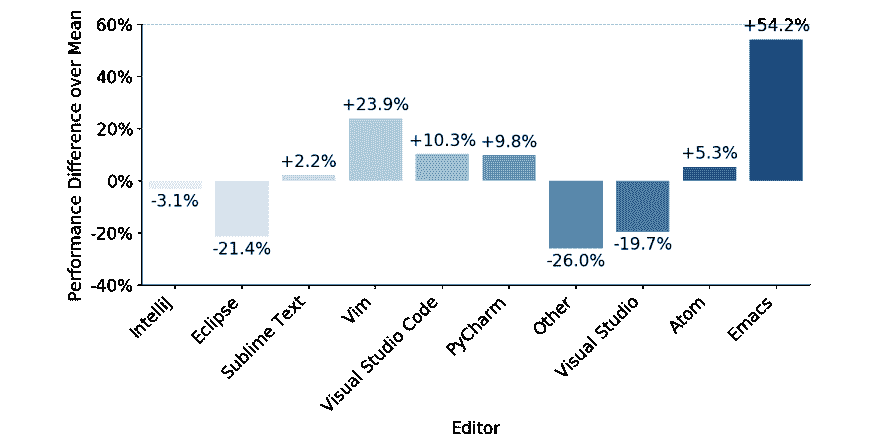 Performance Difference over Mean
60%
40%
20%
0%
-20%
-40%
-3.1%
-21.4%
+2.2%
+23.9%
+10.3%
+9.8%
-26.0%
-19.7%
+5.3%
+54.2%
Intellij
Eclipse
Sublime Text
Vim
Visual Studio Code
PyCharm
Other
Visual Studio
Atom
Emacs
Editor